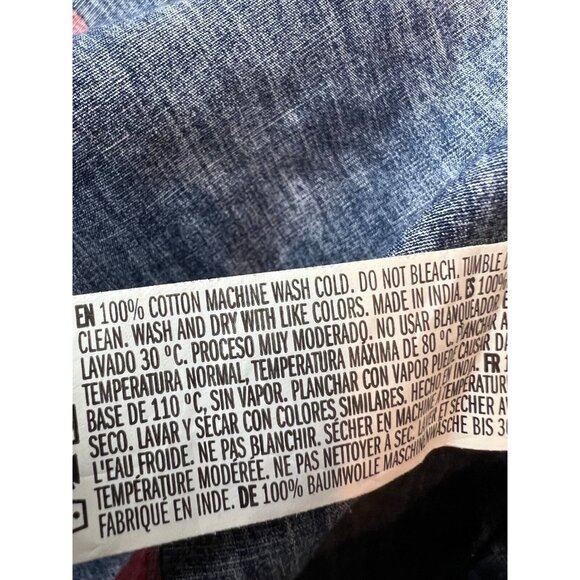 EN 100% COTTON MACHINE WASH COLD. DO NOT BLEACH. TUMBLE
CLEAN. WASH AND DRY WITH LIKE COLORS. MADE IN INDIA. ES 100%
LAVADO 30 ºC. PROCESO MUY MODERADO. NO USAR BLANQUEADOR
TEMPERATURA NORMAL, TEMPERATURA MÁXIMA DE 80 ºC. PLANCHAR A
BASE DE 110 ºC, SIN VAPOR. PLANCHAR CON VAPOR PUEDE CAUSAR
SECO. LAVAR Y SECAR CON COLORES SIMILARES. HECHO EN INDIA. FR
L'EAU FROIDE. NE PAS BLANCHIR. SÉCHER EN MACHINE
TEMPÉRATURE MODÉRÉE. NE PAS NETTOYER À SEC. LAVER ET SÉCHER
FABRIQUÉ EN INDE. DE 100% BAUMWOLLE MASCHINENWÄSCHE BIS